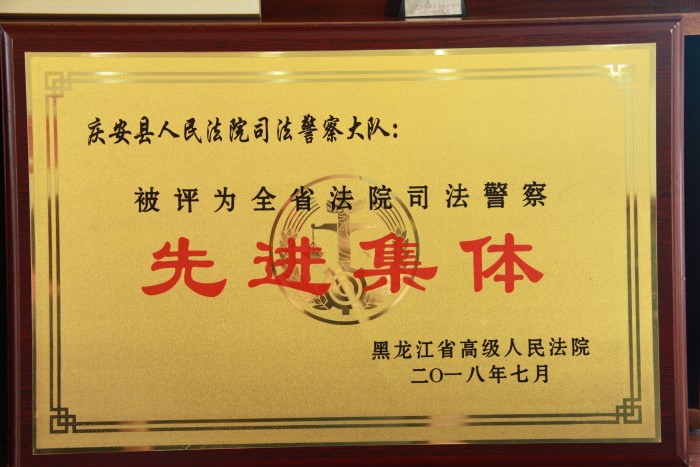 庆安县人民法院司法警察大队：
被评为全省法院司法警察
先进集体
黑龙江省高级人民法院
二〇一八年七月